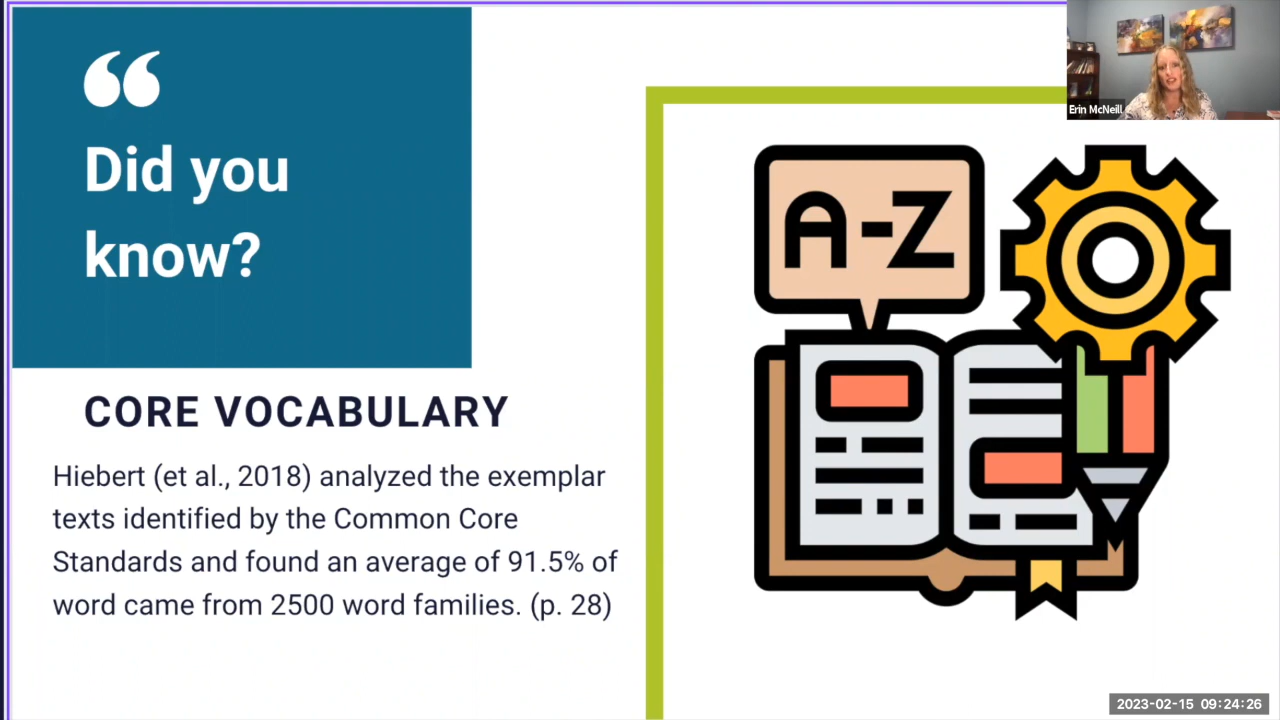 “
Did you
know?
CORE VOCABULARY
Hiebert (et al., 2018) analyzed the exemplar
texts identified by the Common Core
Standards and found an average of 91.5% of
word came from 2500 word families. (p. 28)
A-Z
Erin McNeill
2023-02-15 09:24:26